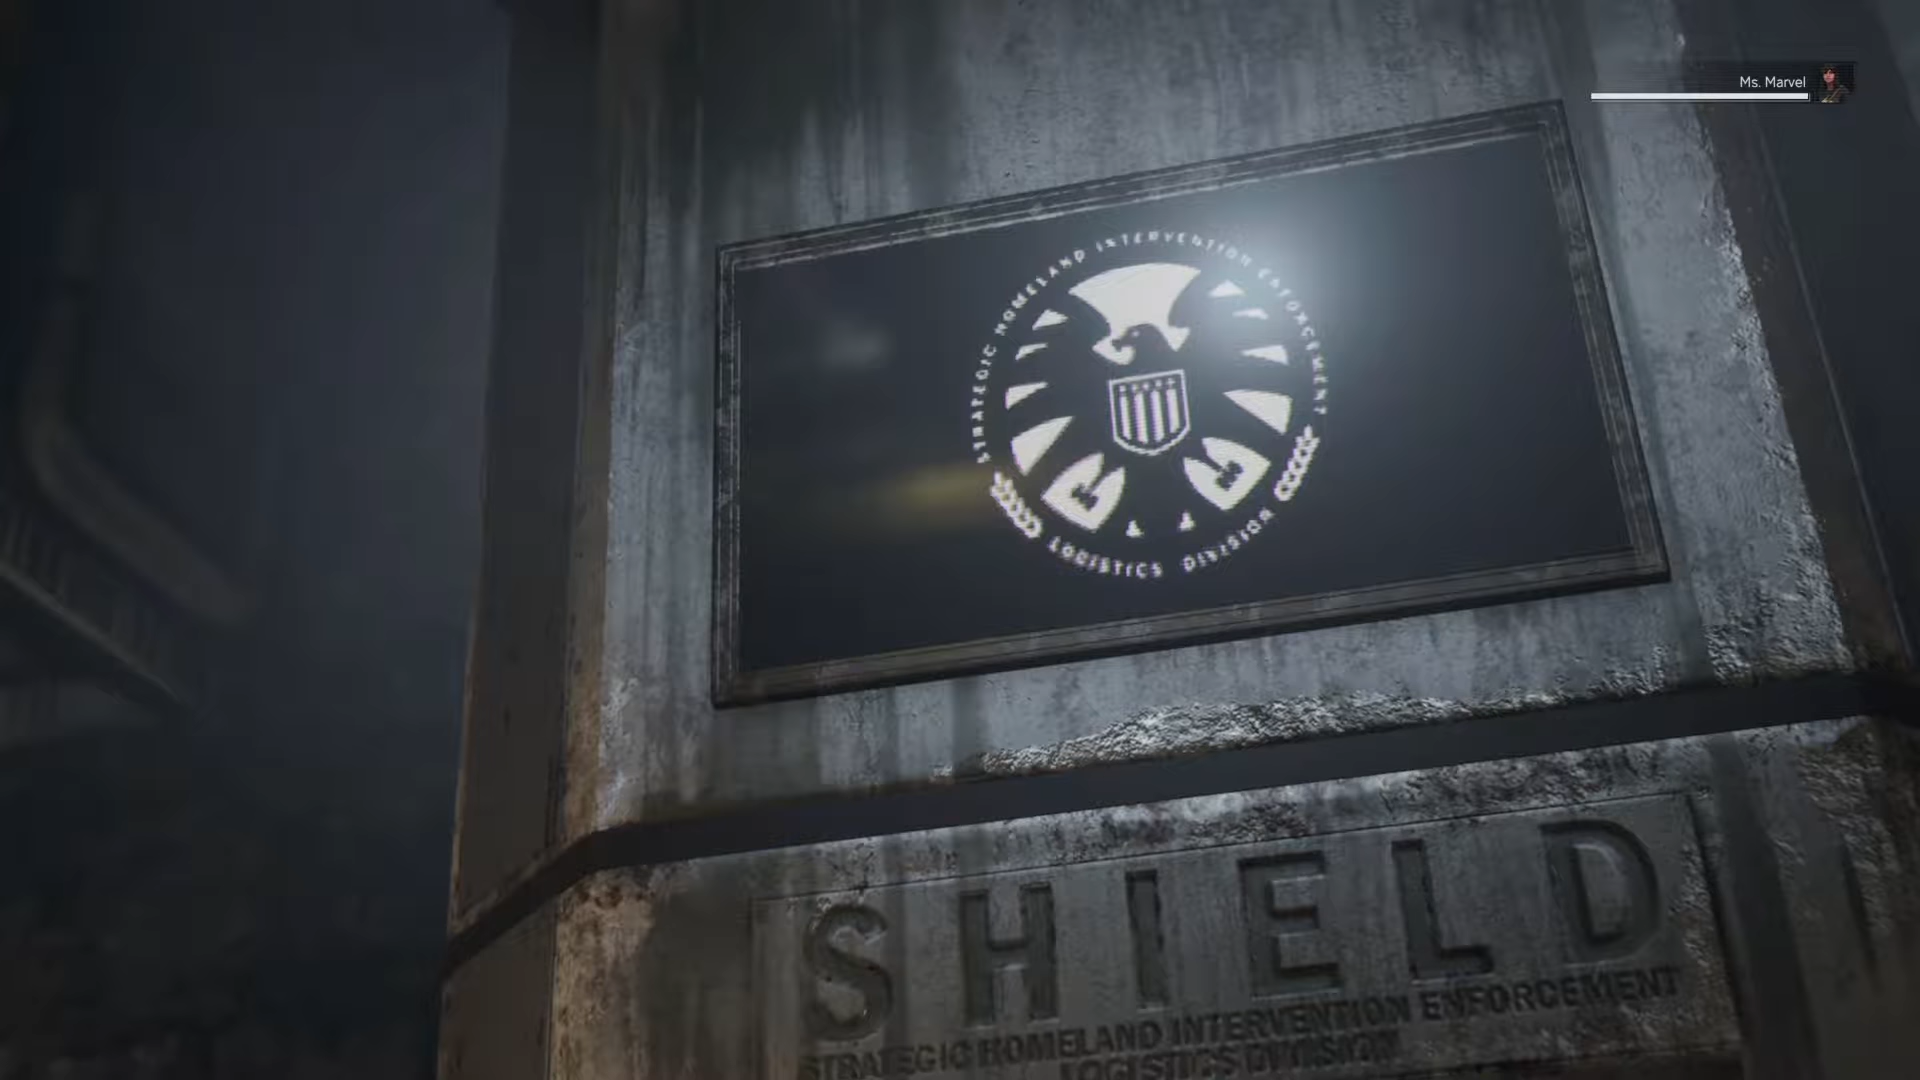 Ms. Marvel
STRATEGIC HOMELAND INTERVENTION ENFORCEMENT
LOGISTICS DIVISION
SHIELD
STRATEGIC HOMELAND INTERVENTION ENFORCEMENT
LOGISTICS DIVISION